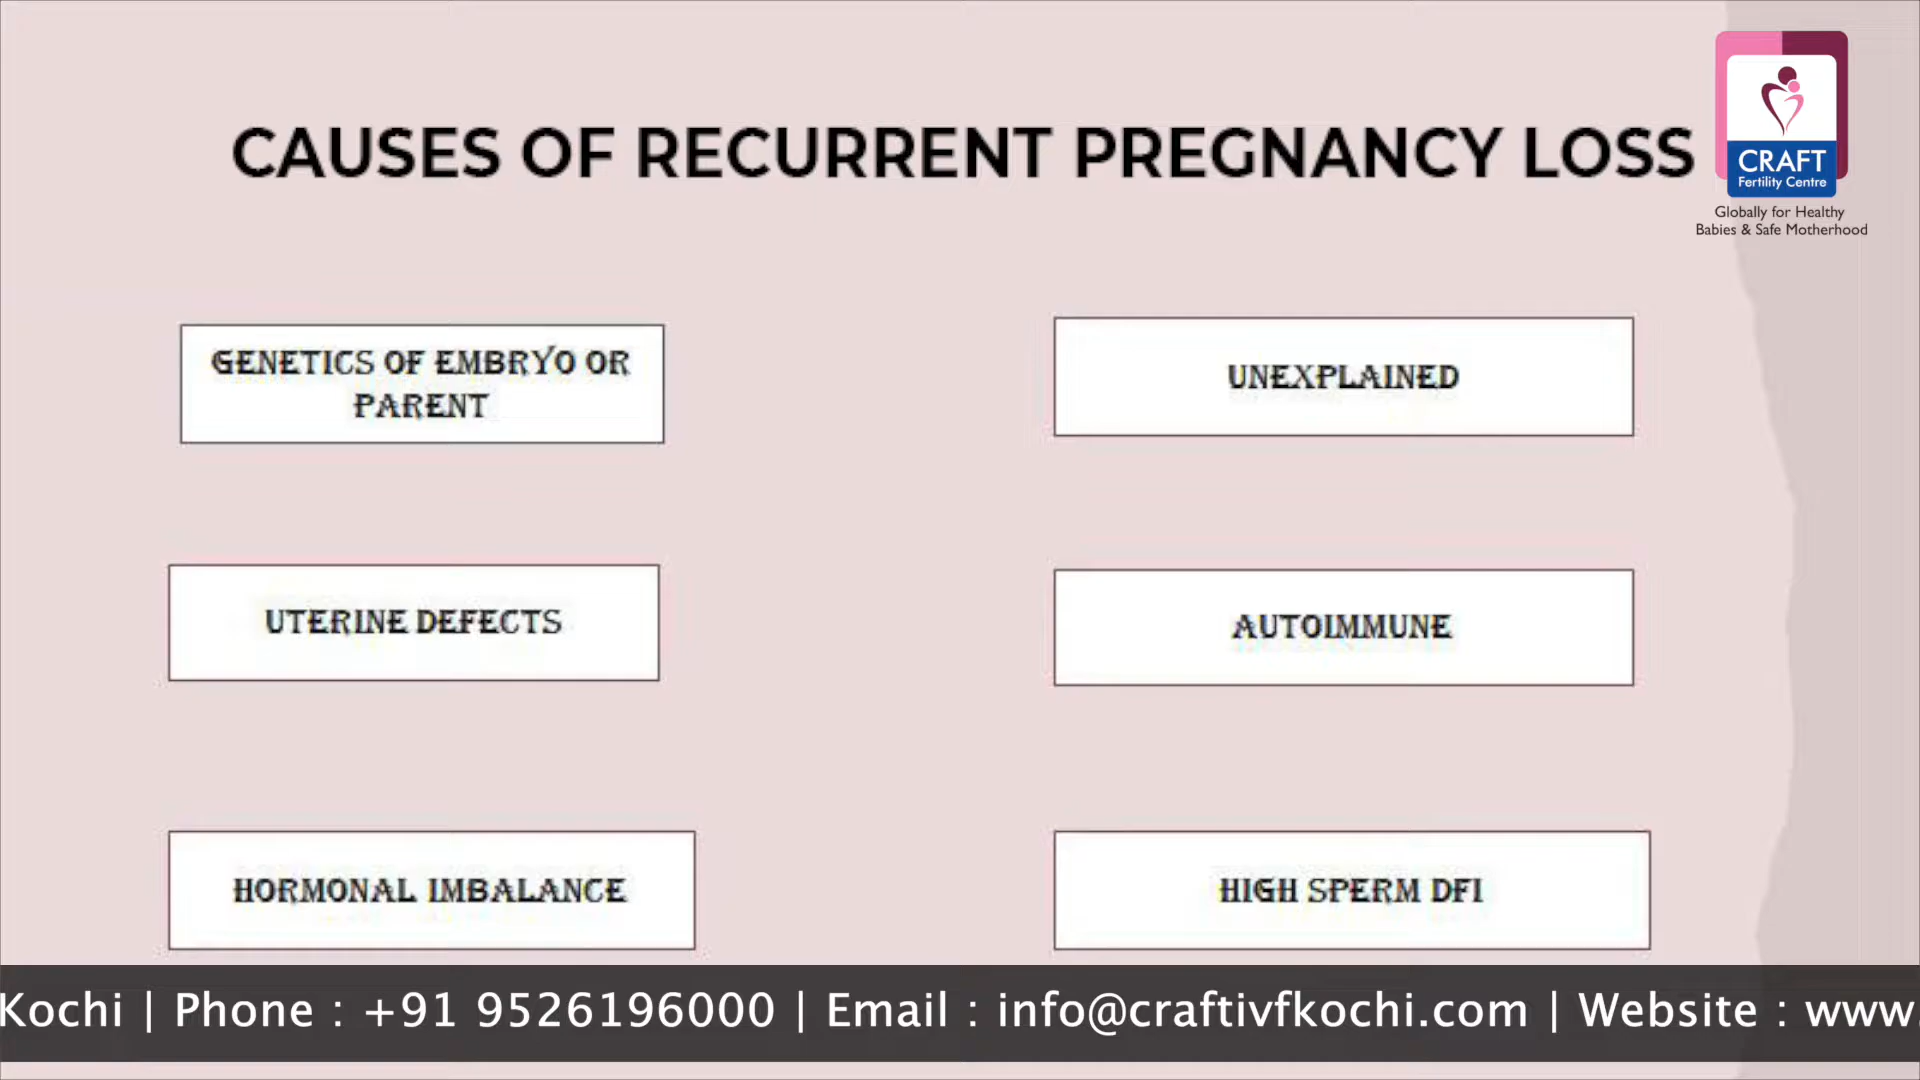 CAUSES OF RECURRENT PREGNANCY LOSS
CRAFT
Fertility Centre
Globally for Healthy
Babies & Safe Motherhood
GENETICS OF EMBRYO OR
PARENT
UNEXPLAINED
UTERINE DEFECTS
AUTOIMMUNE
HORMONAL IMBALANCE
HIGH SPERM DFI
Kochi | Phone : +91 9526196000 | Email : info@craftivfkochi.com | Website : www.